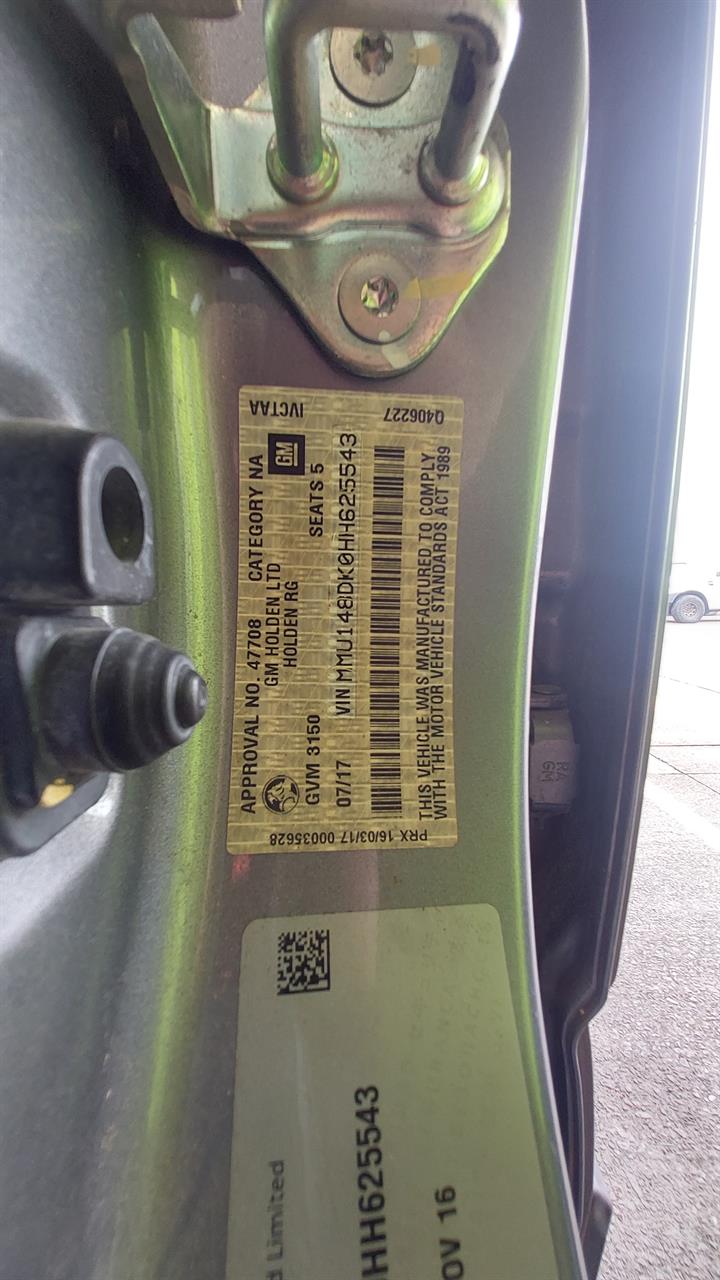 IVCTAA
Q406227
APPROVAL NO. 47708 CATEGORY NA
GM HOLDEN LTD
GM
HOLDEN RG
GVM 3150
SEATS 5
07/17
VIN MMU148DK0HH625543
THIS VEHICLE WAS MANUFACTURED TO COMPLY
WITH THE MOTOR VEHICLE STANDARDS ACT 1989
PRX 16/03/17 00035628
d Limited
HH625543
OV 16
GM